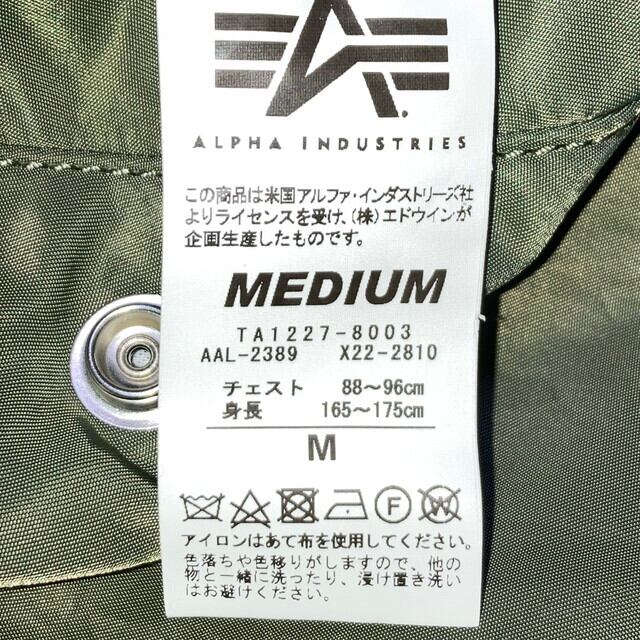 ALPHA INDUSTRIES
この商品は米国アルファ・インダストリーズ社
よりライセンスを受け、(株)エドウインが
企画生産したものです。
MEDIUM
TA1227-8003
AAL-2389 X22-2810
チェスト 88～96cm
身長 165～175cm
M
F W
アイロンはあて布を使用してください。
色落ちや色移りがしますので、他の
物と一緒に洗ったり、浸け置き洗い
はお避けください。